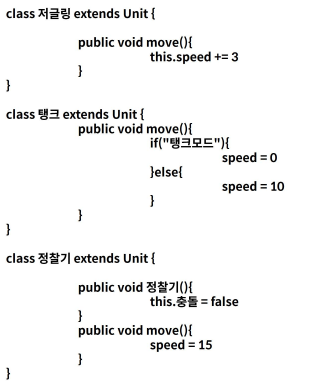 class 저글링 extends Unit {
public void move(){
this.speed += 3
}
}
class 탱크 extends Unit {
public void move(){
if("탱크모드"){
speed = 0
}else{
speed = 10
}
}
}
class 정찰기 extends Unit {
public void 정찰기(){
this.충돌 = false
}
public void move(){
speed = 15
}
}